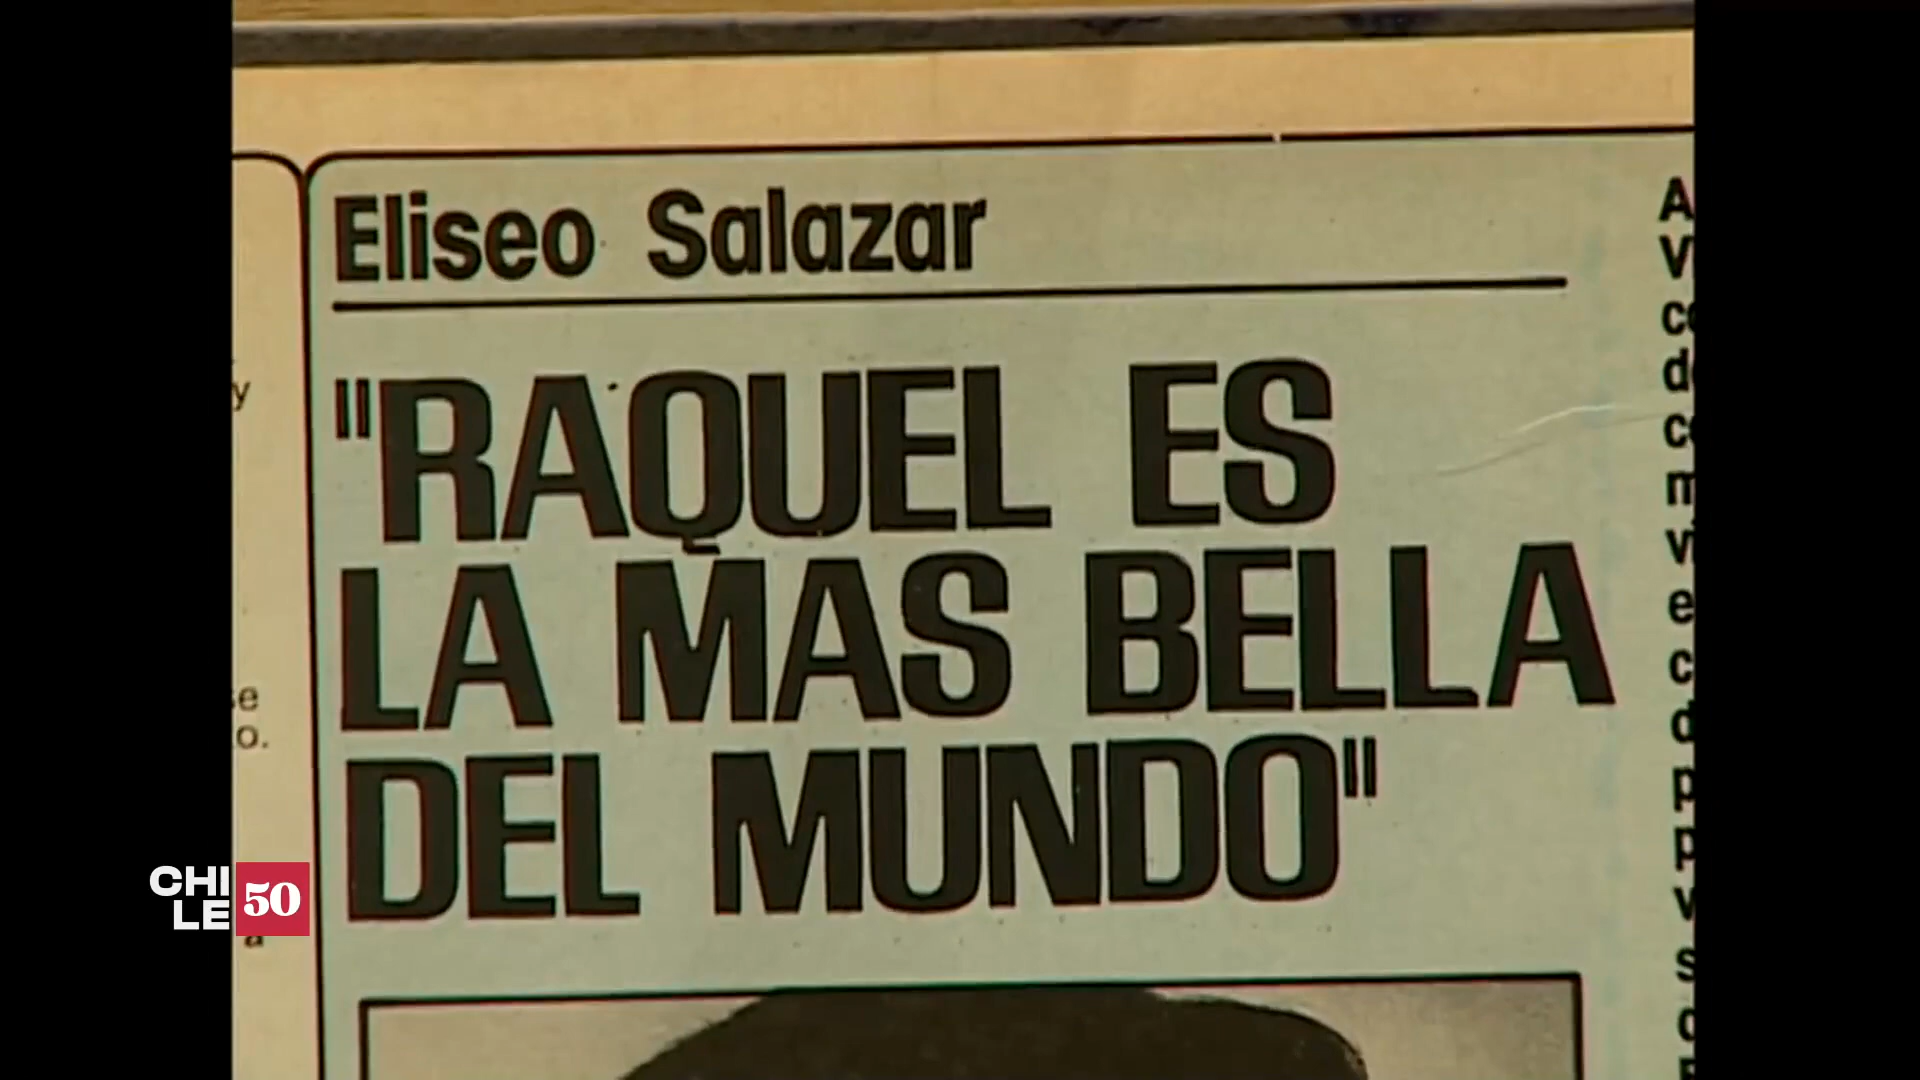 Eliseo Salazar
"RAQUEL ES
LA MAS BELLA
DEL MUNDO"
CHI
LE 50